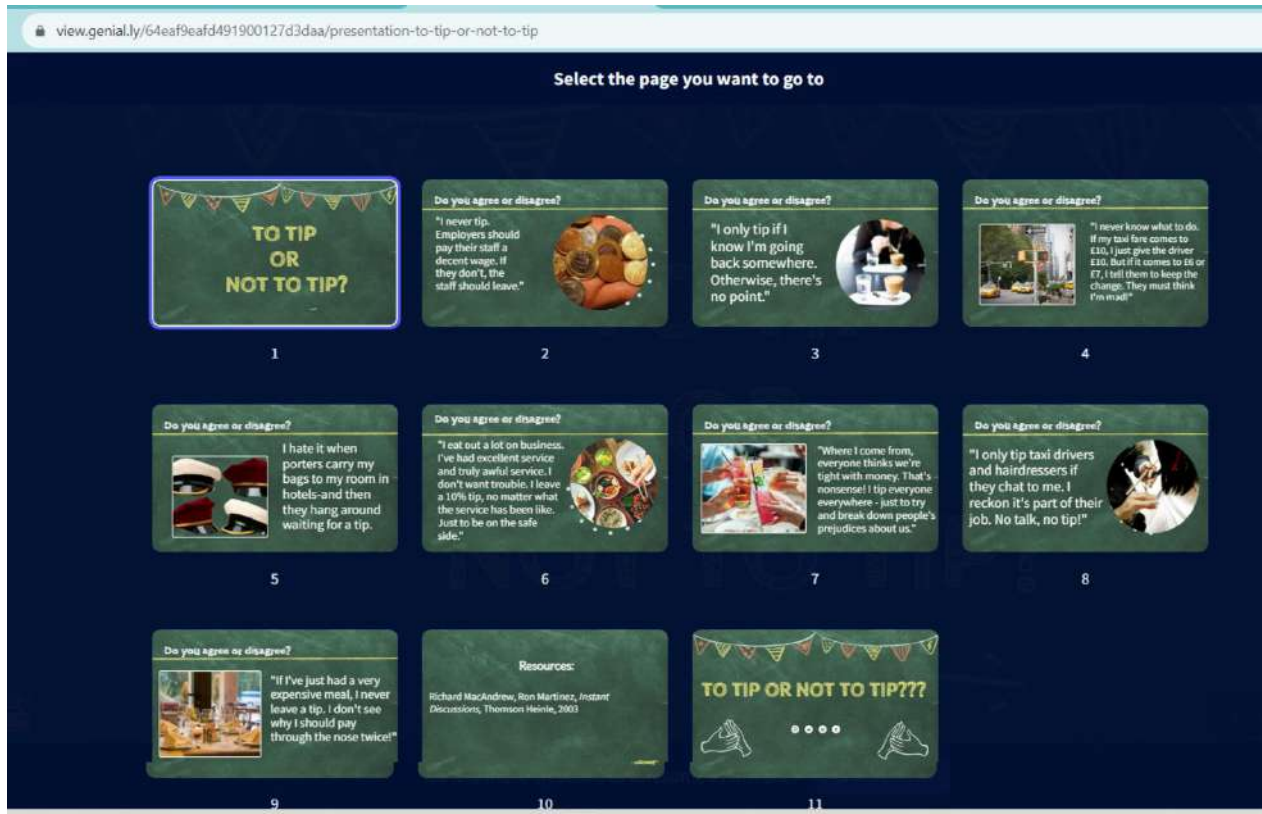 view.genial.ly/64eaf9eafd491900127d3daa/presentation-to-tip-or-not-to-tip
Select the page you want to go to
TO TIP
OR
NOT TO TIP?
1
Do you agree or disagree?
"I never tip.
Employers should
pay their staff a
decent wage. If
they don't, the
staff should leave."
2
Do you agree or disagree?
"I only tip if I
know I'm going
back somewhere.
Otherwise, there's
no point."
3
Do you agree or disagree?
"I never know what to do.
If my taxi fare comes to
£10, I just give the driver
£10. But if it comes to £6 or
£7, I tell them to keep the
change. They must think
I'm mad!"
4
Do you agree or disagree?
I hate it when
porters carry my
bags to my room in
hotels-and then
they hang around
waiting for a tip.
5
Do you agree or disagree?
"I eat out a lot on business.
I've had excellent service
and truly awful service. I
don't want trouble. I leave
a 10% tip, no matter what
the service has been like.
Just to be on the safe
side."
6
Do you agree or disagree?
"Where I come from,
everyone thinks we're
tight with money. That's
nonsense! I tip everyone
everywhere - just to try
and break down people's
prejudices about us."
7
Do you agree or disagree?
"I only tip taxi drivers
and hairdressers if
they chat to me. I
reckon it's part of their
job. No talk, no tip!"
8
Do you agree or disagree?
"If I've just had a very
expensive meal, I never
leave a tip. I don't see
why I should pay
through the nose twice!"
9
Resources:
Richard MacAndrew, Ron Martinez, Instant
Discussions, Thomson Heinle, 2003
10
TO TIP OR NOT TO TIP???
11